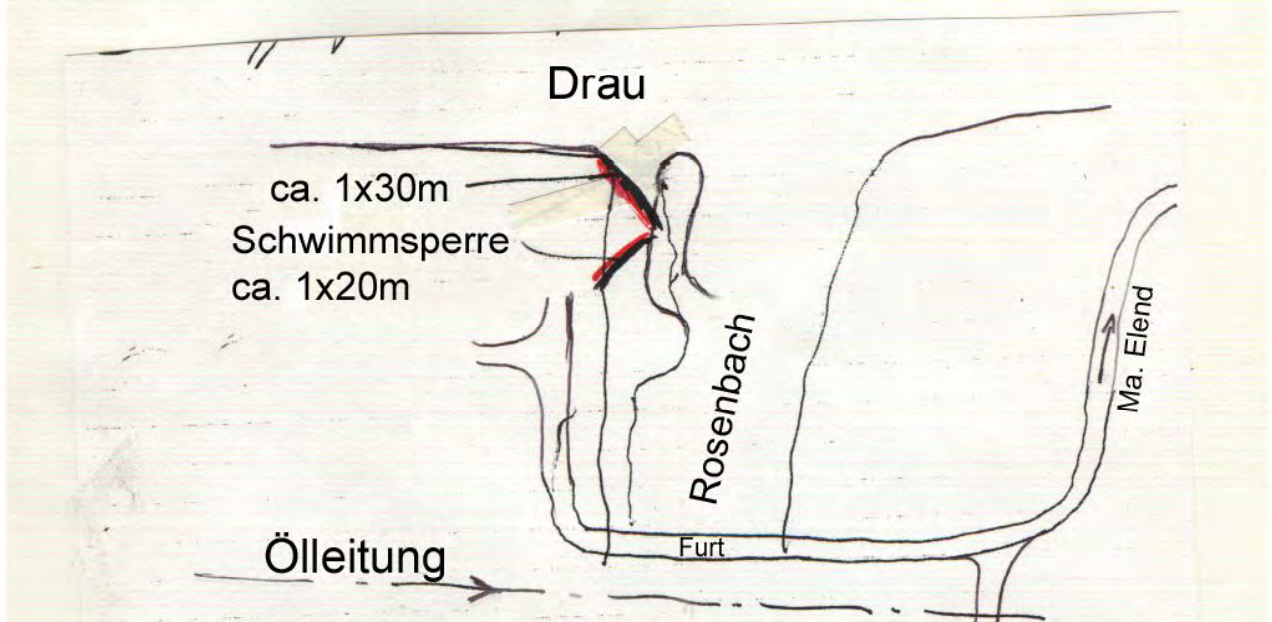 Drau
ca. 1x30m
Schwimmsperre
ca. 1x20m
Rosenbach
Ma. Elend
Furt
Ölleitung